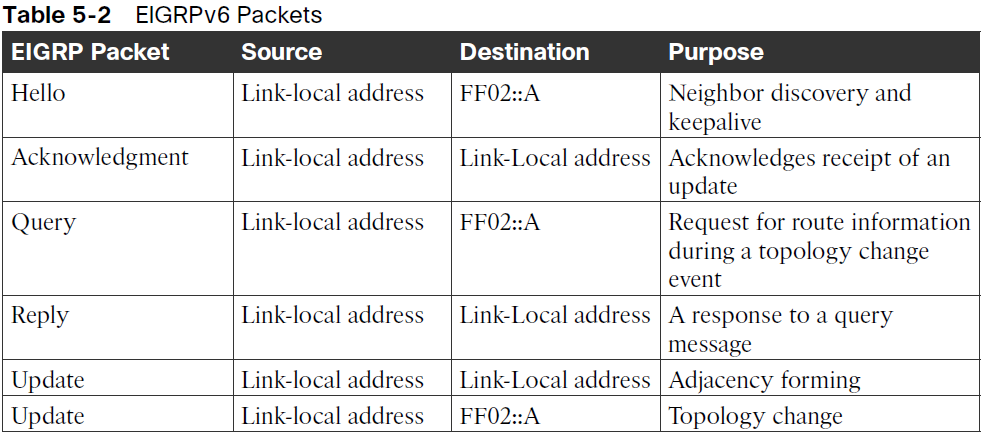 Table 5-2 EIGRPv6 Packets
EIGRP Packet Source Destination Purpose
Hello Link-local address FF02::A Neighbor discovery and
keepalive
Acknowledgment Link-local address Link-Local address Acknowledges receipt of an
update
Query Link-local address FF02::A Request for route information
during a topology change
event
Reply Link-local address Link-Local address A response to a query
message
Update Link-local address Link-Local address Adjacency forming
Update Link-local address FF02::A Topology change